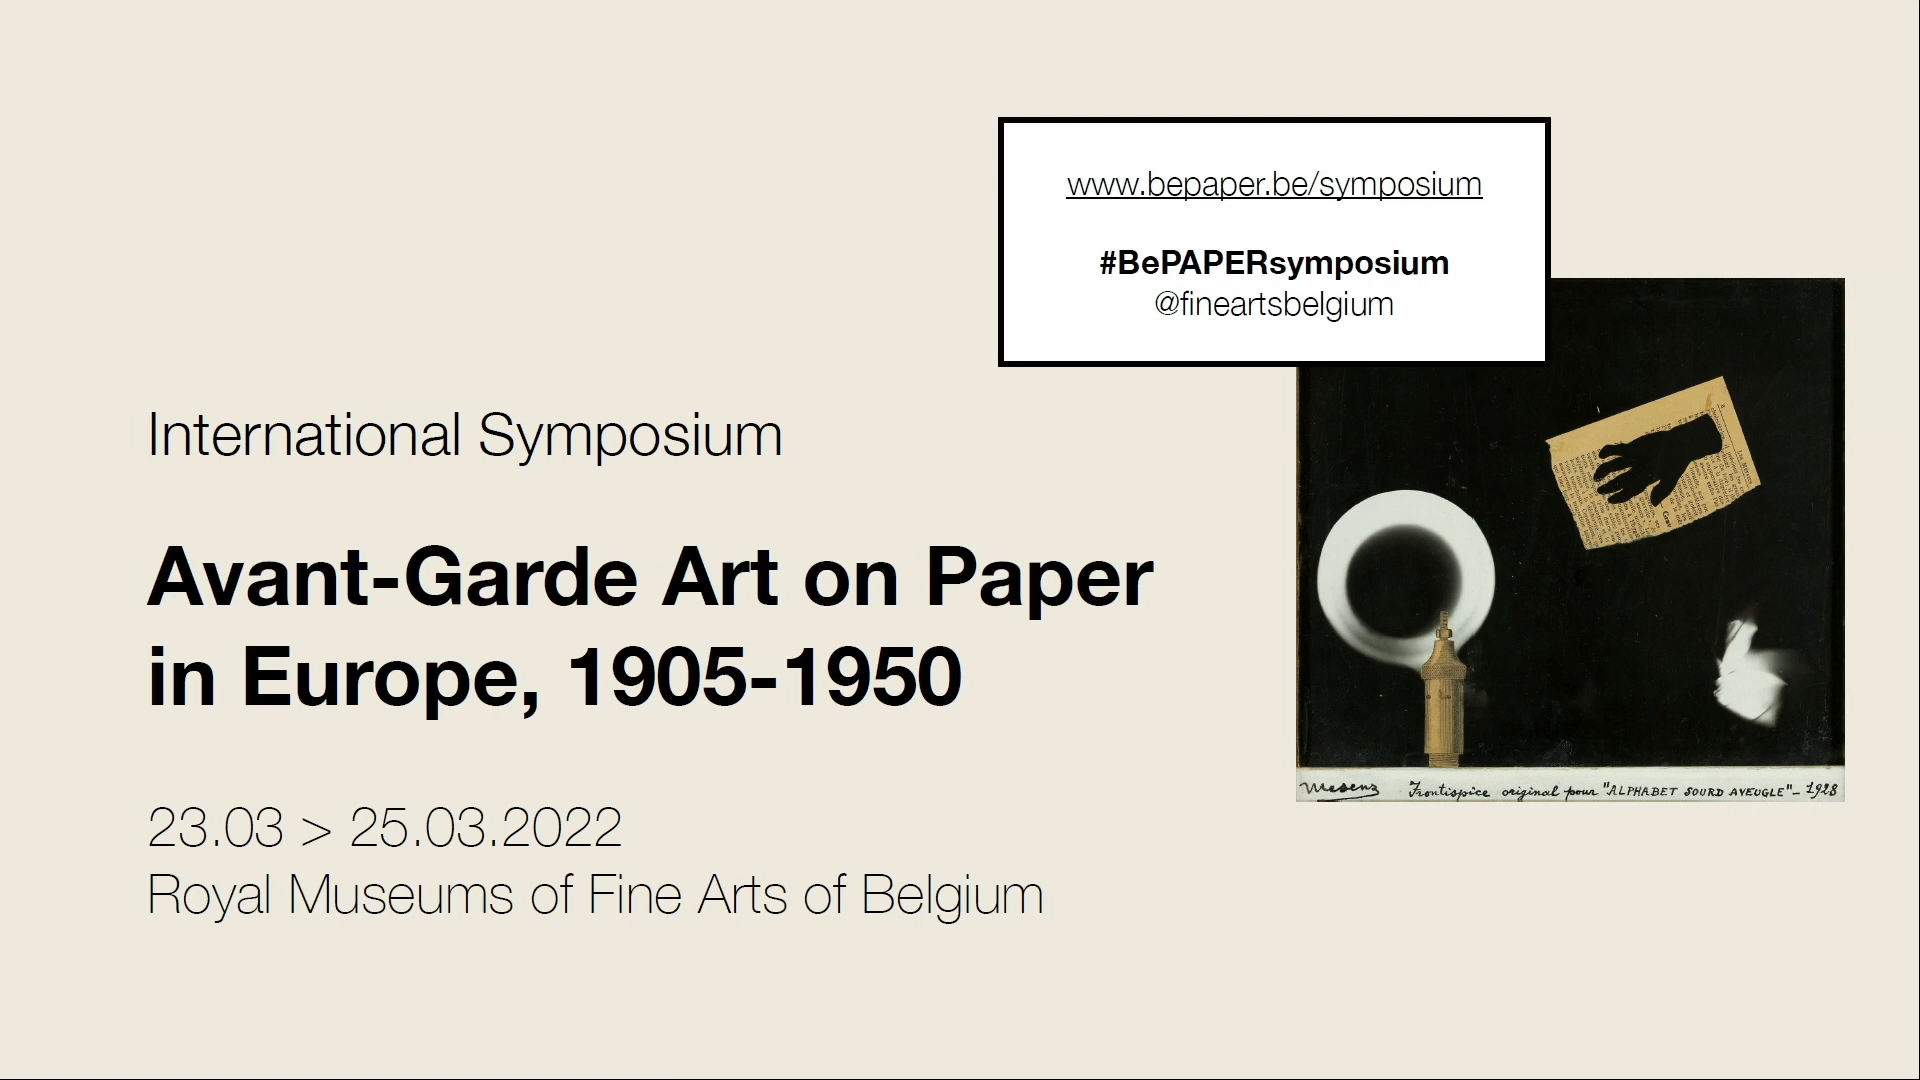 www.bepaper.be/symposium
#BePAPERsymposium
@fineartsbelgium
International Symposium
Avant-Garde Art on Paper
in Europe, 1905-1950
23.03 > 25.03.2022
Royal Museums of Fine Arts of Belgium
Mesens Frontispice original pour "ALPHABET SOURD AVEUGLE" – 1928